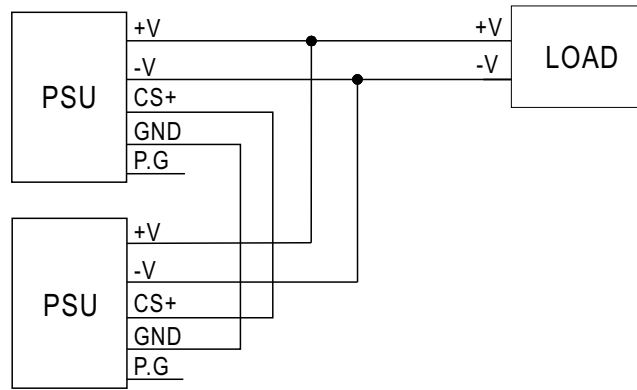 +V
+V
-V
-V
LOAD
PSU
CS+
GND
P.G
+V
-V
PSU
CS+
GND
P.G